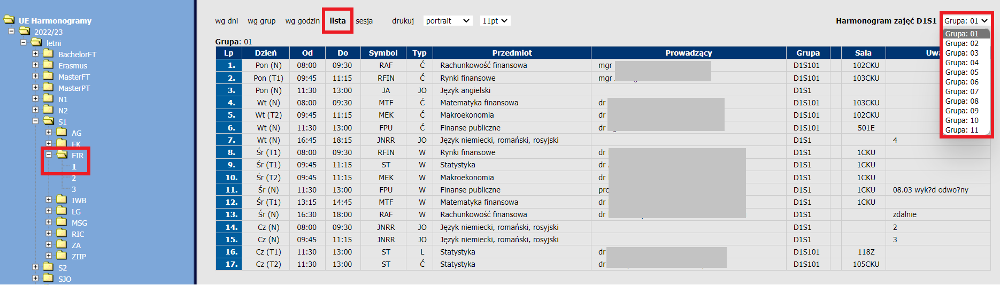 UE Harmonogramy
2022/23
letni
BachelorFT
Erasmus
MasterFT
MasterPT
N1
N2
S1
AG
FK
FIR
1
2
3
IWB
LG
MSG
RIC
ZA
ZIIP
S2
SJO
wg dni wg grup wg godzin lista sesja drukuj portrait 11pt Harmonogram zajęć D1S1 Grupa: 01
Grupa: 01
Grupa: 02
Grupa: 03
Grupa: 04
Grupa: 05
Grupa: 06
Grupa: 07
Grupa: 08
Grupa: 09
Grupa: 10
Grupa: 11
Grupa: 01
Lp Dzień Od Do Symbol Typ Przedmiot Prowadzący Grupa Sala
1. Pon (N) 08:00 09:30 RAF Ć Rachunkowość finansowa mgr D1S101 102CKU
2. Pon (T1) 09:45 11:15 RFIN Ć Rynki finansowe mgr D1S101 103CKU
3. Pon (N) 11:30 13:00 JA JO Język angielski D1S1
4. Wt (N) 08:00 09:30 MTF Ć Matematyka finansowa dr D1S101 103CKU
5. Wt (T2) 09:45 11:15 MEK Ć Makroekonomia dr D1S101 102CKU
6. Wt (N) 11:30 13:00 FPU Ć Finanse publiczne dr D1S101 501E
7. Wt (N) 16:45 18:15 JNRR JO Język niemiecki, romański, rosyjski D1S1 4
8. Śr (T1) 08:00 09:30 RFIN W Rynki finansowe dr D1S1 1CKU
9. Śr (T1) 09:45 11:15 ST W Statystyka dr D1S1 1CKU
10. Śr (T2) 09:45 11:15 MEK W Makroekonomia dr D1S1 1CKU
11. Śr (N) 11:30 13:00 FPU W Finanse publiczne D1S1 1CKU 08.03 wyk?d odwo?ny
12. Śr (T1) 13:15 14:45 MTF W Matematyka finansowa dr D1S1 1CKU
13. Śr (N) 16:30 18:00 RAF W Rachunkowość finansowa dr D1S1 zdalnie
14. Cz (N) 08:00 09:30 JNRR JO Język niemiecki, romański, rosyjski D1S1 2
15. Cz (N) 09:45 11:15 JNRR JO Język niemiecki, romański, rosyjski D1S1 3
16. Cz (T1) 11:30 13:00 ST L Statystyka dr D1S101 118Z
17. Cz (T2) 11:30 13:00 ST Ć Statystyka dr D1S101 105CKU